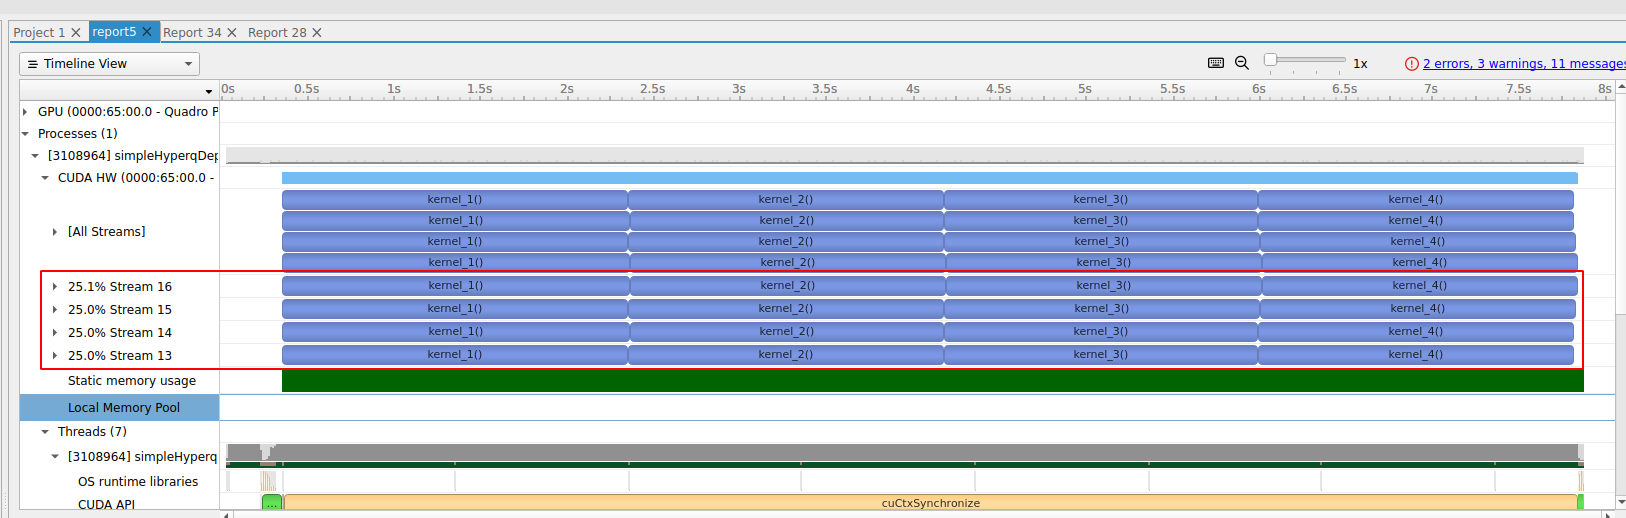 Project 1 report5 Report 34 Report 28
Timeline View 1x 2 errors, 3 warnings, 11 messages
0s 0.5s 1s 1.5s 2s 2.5s 3s 3.5s 4s 4.5s 5s 5.5s 6s 6.5s 7s 7.5s 8s
GPU (0000:65:00.0 - Quadro P
Processes (1)
[3108964] simpleHyperqDep
CUDA HW (0000:65:00.0 -
kernel_1() kernel_2() kernel_3() kernel_4()
kernel_1() kernel_2() kernel_3() kernel_4()
[All Streams]
kernel_1() kernel_2() kernel_3() kernel_4()
kernel_1() kernel_2() kernel_3() kernel_4()
25.1% Stream 16 kernel_1() kernel_2() kernel_3() kernel_4()
25.0% Stream 15 kernel_1() kernel_2() kernel_3() kernel_4()
25.0% Stream 14 kernel_1() kernel_2() kernel_3() kernel_4()
25.0% Stream 13 kernel_1() kernel_2() kernel_3() kernel_4()
Static memory usage
Local Memory Pool
Threads (7)
[3108964] simpleHyperq
OS runtime libraries
CUDA API ... cuCtxSynchronize